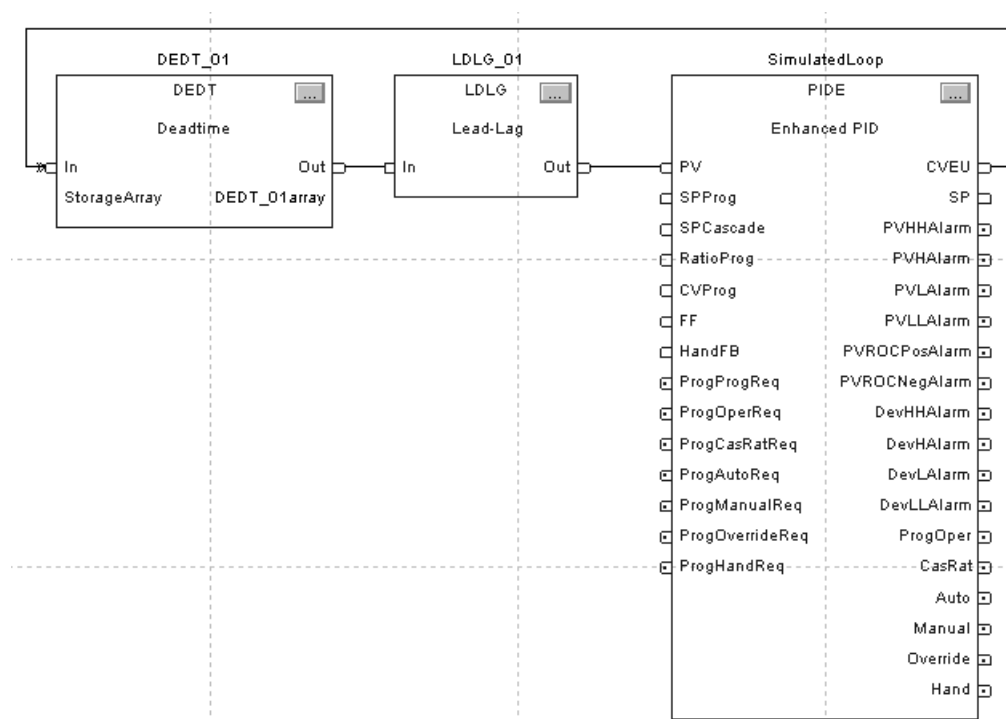 DEDT_01
DEDT
...
Deadtime
In
Out
StorageArray
DEDT_01array
LDLG_01
LDLG
...
Lead-Lag
In
Out
SimulatedLoop
PIDE
...
Enhanced PID
PV
CVEU
SPProg
SP
SPCascade
PVHHAlarm
RatioProg
PVHAlarm
CVProg
PVLAlarm
FF
PVLLAlarm
HandFB
PVROCPosAlarm
ProgProgReq
PVROCNegAlarm
ProgOperReq
DevHHAlarm
ProgCasRatReq
DevHAlarm
ProgAutoReq
DevLAlarm
ProgManualReq
DevLLAlarm
ProgOverrideReq
ProgOper
ProgHandReq
CasRat
Auto
Manual
Override
Hand